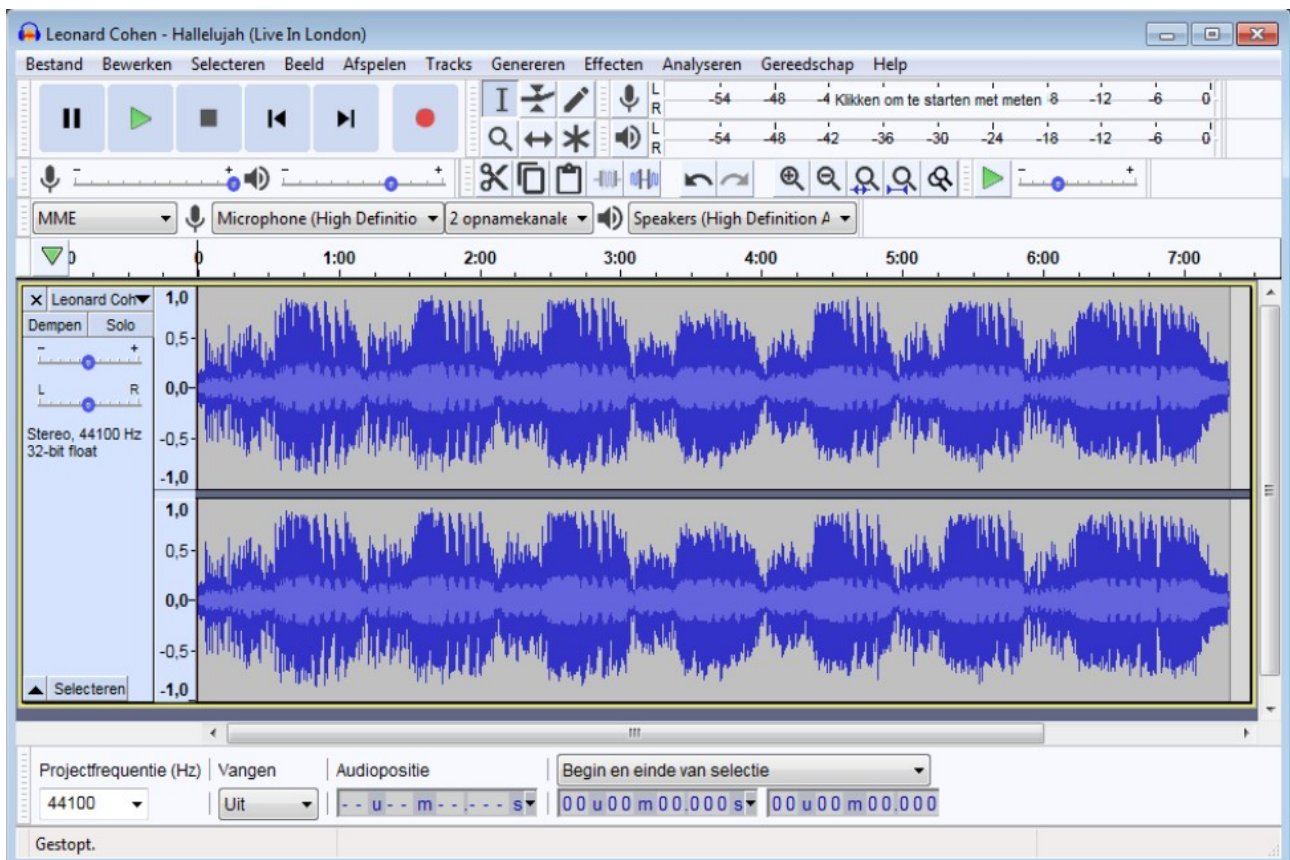 Leonard Cohen - Hallelujah (Live In London)
Bestand Bewerken Selecteren Beeld Afspelen Tracks Genereren Effecten Analyseren Gereedschap Help
L R -54 -48 -4 Klikken om te starten met meten 8 -12 -6 0
L R -54 -48 -42 -36 -30 -24 -18 -12 -6 0
- + - + - +
MME Microphone (High Definitio 2 opnamekanale Speakers (High Definition A
0 1:00 2:00 3:00 4:00 5:00 6:00 7:00
x Leonard Coh 1,0
Dempen Solo 0,5
- +
L R 0,0
Stereo, 44100 Hz -0,5
32-bit float
-1,0
1,0
0,5
0,0
-0,5
Selecteren -1,0
Projectfrequentie (Hz) Vangen Audiopositie Begin en einde van selectie
44100 Uit - - u - - m - - . - - - s 00 u 00 m 00.000 s 00 u 00 m 00.000
Gestopt.